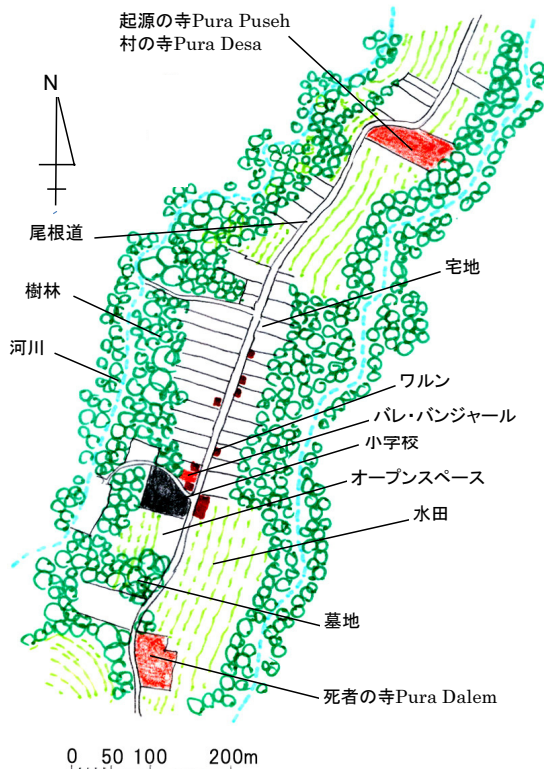 起源の寺Pura Puseh
村の寺Pura Desa
N
尾根道
宅地
樹林
河川
ワルン
バレ・バンジャール
小学校
オープンスペース
水田
墓地
死者の寺Pura Dalem
0 50 100 200m